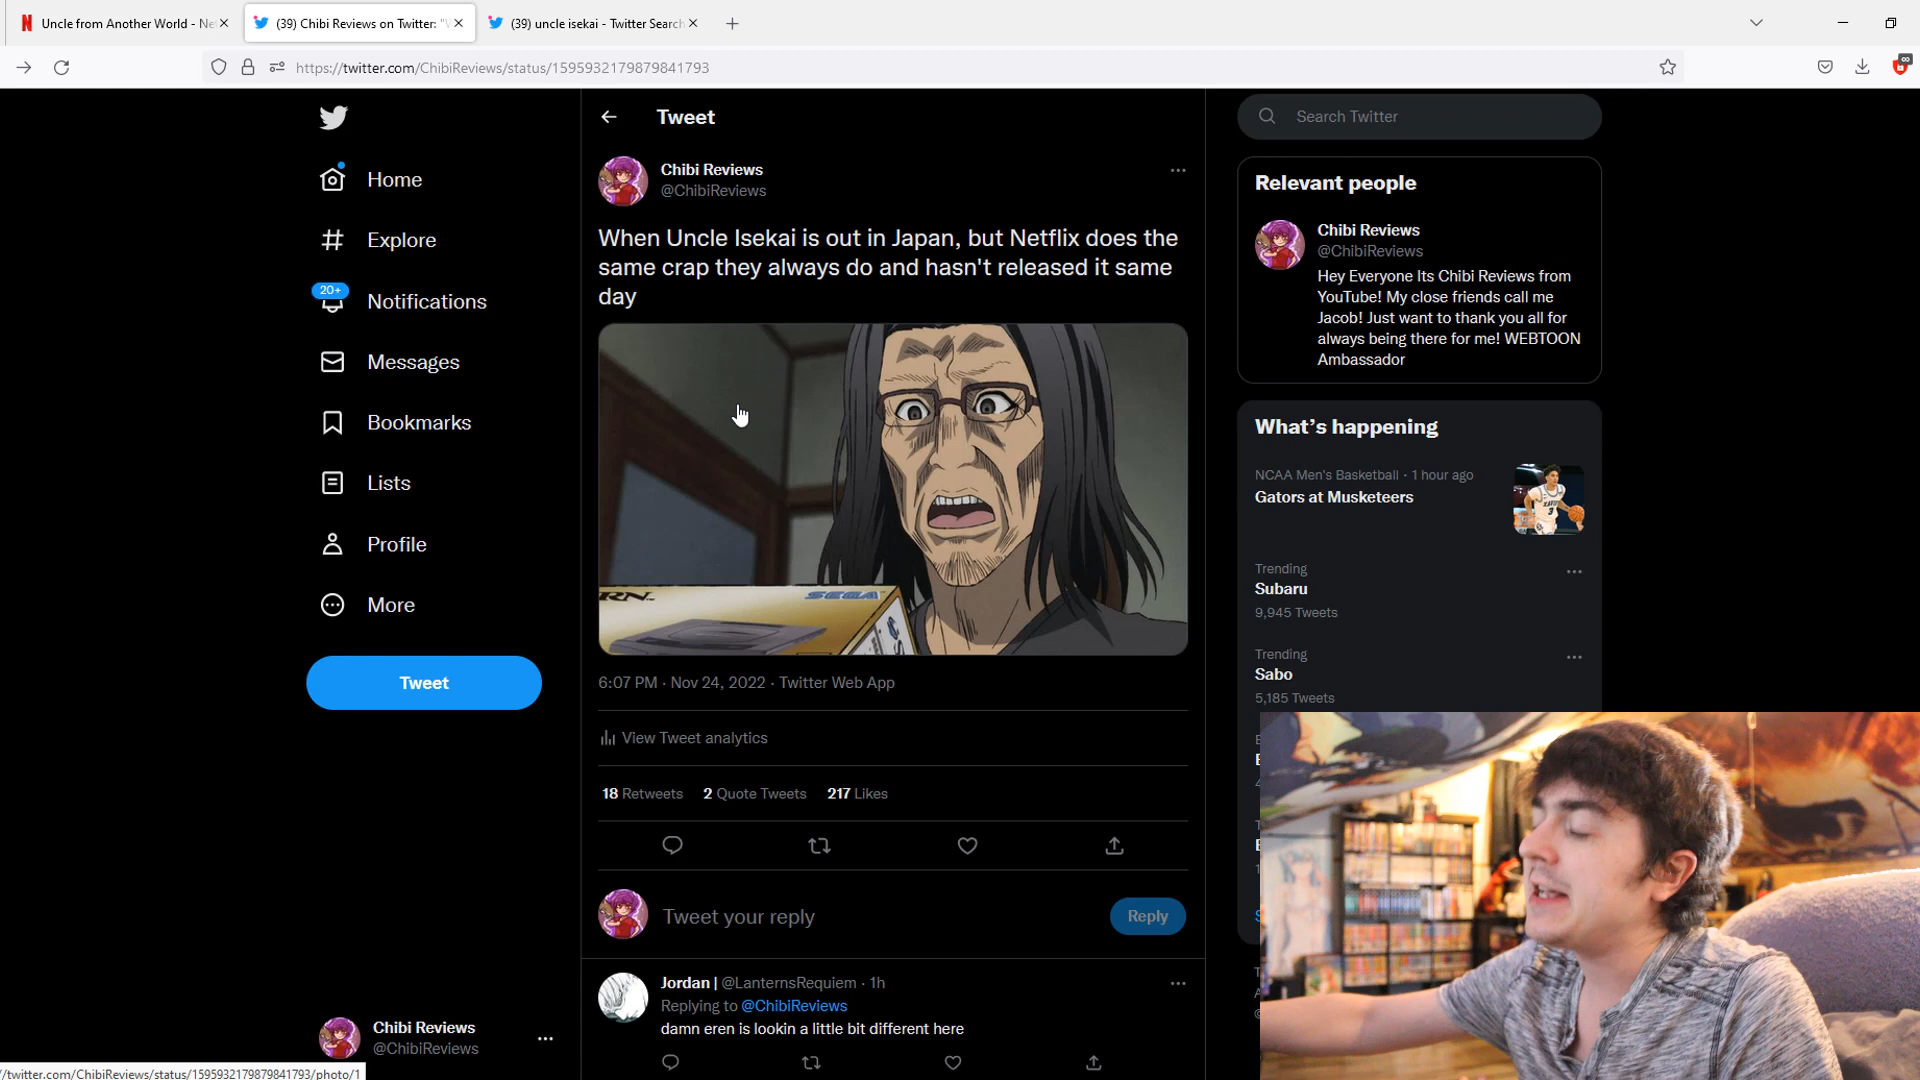 Uncle from Another World - Ne
(39) Chibi Reviews on Twitter: "W
(39) uncle isekai - Twitter Search
https://twitter.com/ChibiReviews/status/1595932179879841793
Home
Explore
20+
Notifications
Messages
Bookmarks
Lists
Profile
More
Tweet
Chibi Reviews
@ChibiReviews
//twitter.com/ChibiReviews/status/1595932179879841793/photo/1
Tweet
Chibi Reviews
@ChibiReviews
When Uncle Isekai is out in Japan, but Netflix does the
same crap they always do and hasn't released it same
day
RN
SEGA
6:07 PM · Nov 24, 2022 · Twitter Web App
View Tweet analytics
18 Retweets 2 Quote Tweets 217 Likes
Tweet your reply
Reply
Jordan | @LanternsRequiem · 1h
Replying to @ChibiReviews
damn eren is lookin a little bit different here
Search Twitter
Relevant people
Chibi Reviews
@ChibiReviews
Hey Everyone Its Chibi Reviews from
YouTube! My close friends call me
Jacob! Just want to thank you all for
always being there for me! WEBTOON
Ambassador
What's happening
NCAA Men's Basketball · 1 hour ago
Gators at Musketeers
Trending
Subaru
9,945 Tweets
Trending
Sabo
5,185 Tweets